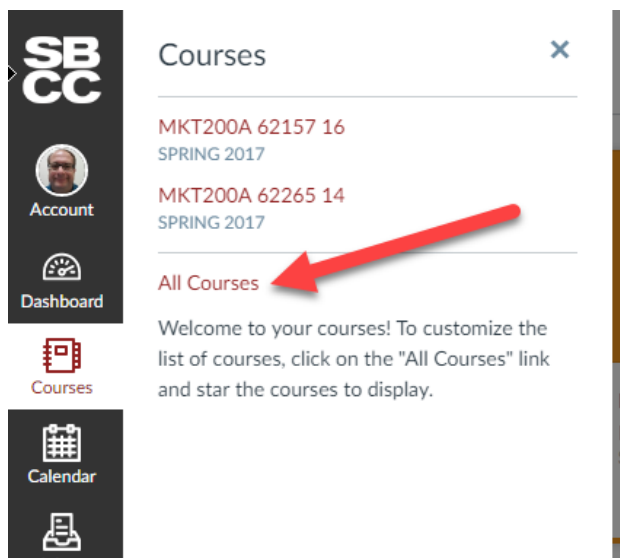 SB
CC
Account
Dashboard
Courses
Calendar
Courses
MKT200A 62157 16
SPRING 2017
MKT200A 62265 14
SPRING 2017
All Courses
Welcome to your courses! To customize the
list of courses, click on the "All Courses" link
and star the courses to display.